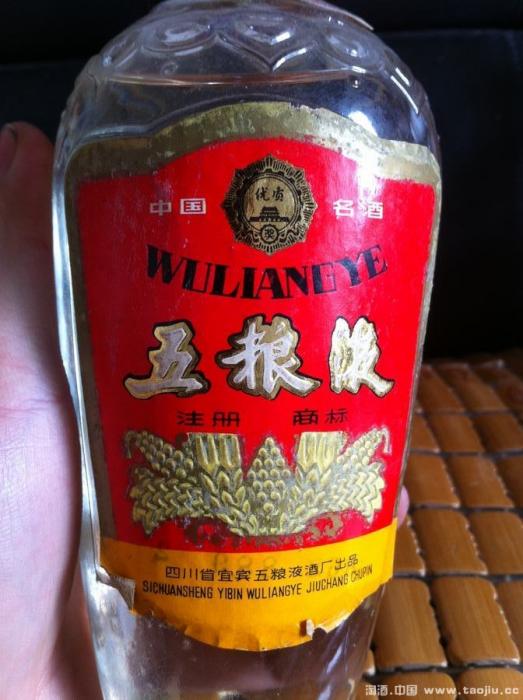 优质
奖
中国 名酒
WULIANGYE
五粮液
注册 商标
四川省宜宾五粮液酒厂出品
SICHUANSHENG YIBIN WULIANGYE JIUCHANG CHUPIN
淘酒.中国 www.taojiu.cc